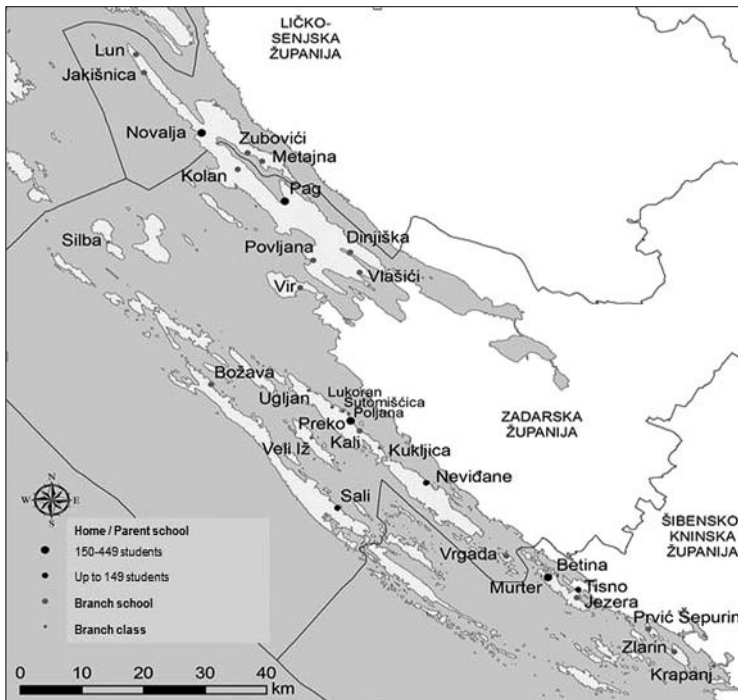 LIČKO-
SENJSKA
ŽUPANIJA
Lun
Jakišnica
Novalja
Zubovići
Metajna
Kolan
Pag
Silba
Dinjiška
Povljana
Vlašići
Vir
Božava
Ugljan
Lukoran
Sutomišćica
Poljana
Preko
Kali
Kukljica
ZADARSKA
ŽUPANIJA
Veli Iž
Neviđane
Sali
ŠIBENSKO
KNINSKA
ŽUPANIJA
Vrgada
Betina
Murter
Tisno
Jezera
Prvić Šepurin
Zlarin
Krapanj
N
W
E
S
Home / Parent school
150-449 students
Up to 149 students
Branch school
Branch class
0 10 20 30 40
km